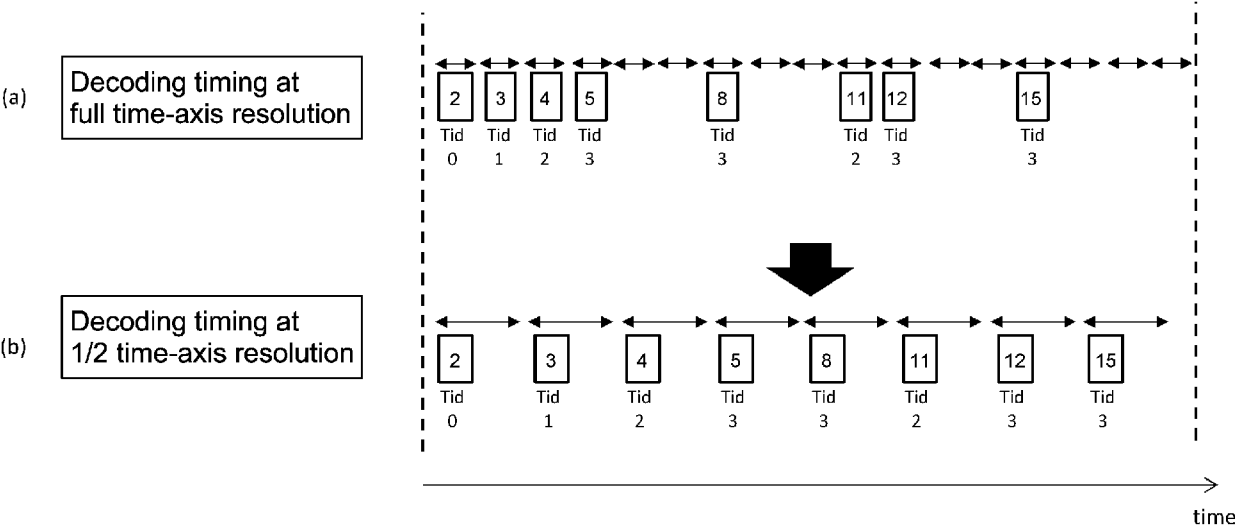 (a)
Decoding timing at
full time-axis resolution
2 3 4 5 8 11 12 15
Tid Tid Tid Tid Tid Tid Tid Tid
0 1 2 3 3 2 3 3
(b)
Decoding timing at
1/2 time-axis resolution
2 3 4 5 8 11 12 15
Tid Tid Tid Tid Tid Tid Tid Tid
0 1 2 3 3 2 3 3
time